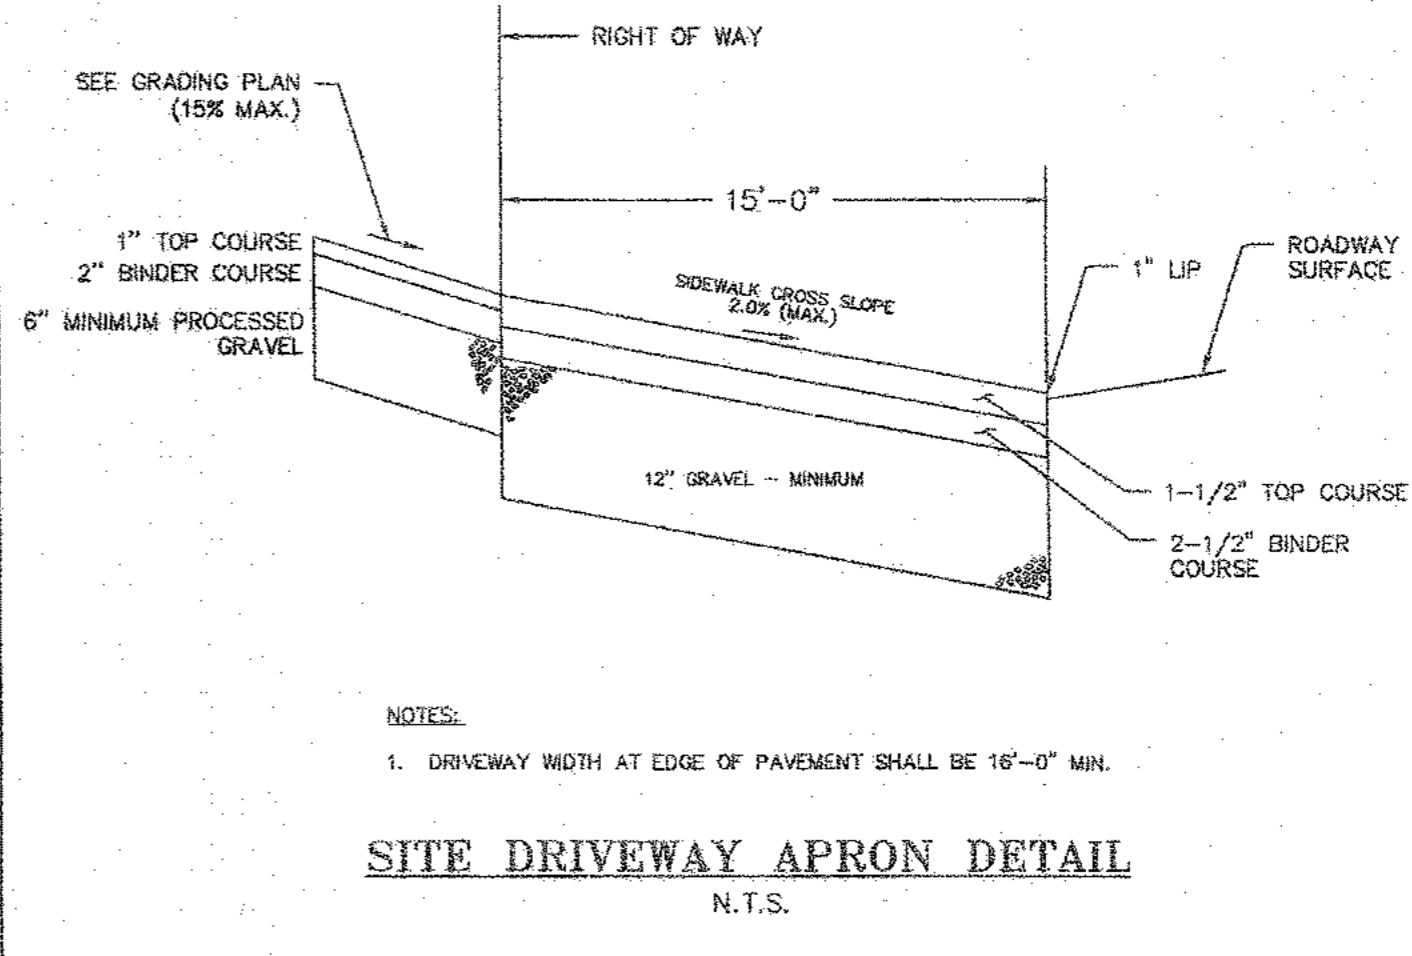 RIGHT OF WAY
SEE GRADING PLAN
(15% MAX.)
15'-0"
1" TOP COURSE
2" BINDER COURSE
6" MINIMUM PROCESSED
GRAVEL
SIDEWALK CROSS SLOPE
2.0% (MAX.)
1" LIP
ROADWAY
SURFACE
12" GRAVEL - MINIMUM
1-1/2" TOP COURSE
2-1/2" BINDER
COURSE
NOTES:
1. DRIVEWAY WIDTH AT EDGE OF PAVEMENT SHALL BE 16'-0" MIN.
SITE DRIVEWAY APRON DETAIL
N.T.S.